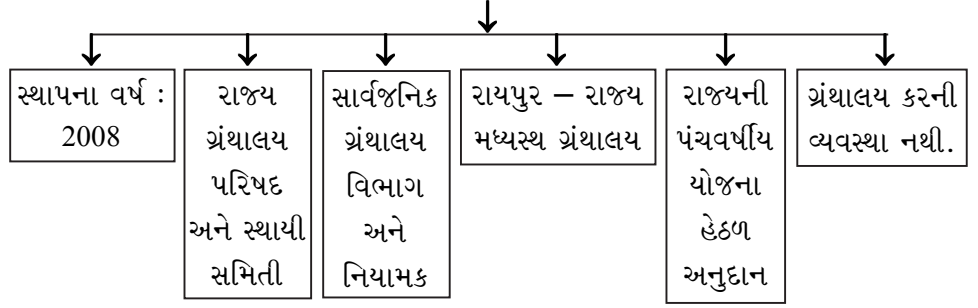 સ્થાપના વર્ષ :
2008
રાજ્ય
ગ્રંથાલય
પરિષદ
અને સ્થાયી
સમિતી
સાર્વજનિક
ગ્રંથાલય
વિભાગ
અને
નિયામક
રાયપુર – રાજ્ય
મધ્યસ્થ ગ્રંથાલય
રાજ્યની
પંચવર્ષીય
યોજના
હેઠળ
અનુદાન
ગ્રંથાલય કરની
વ્યવસ્થા નથી.